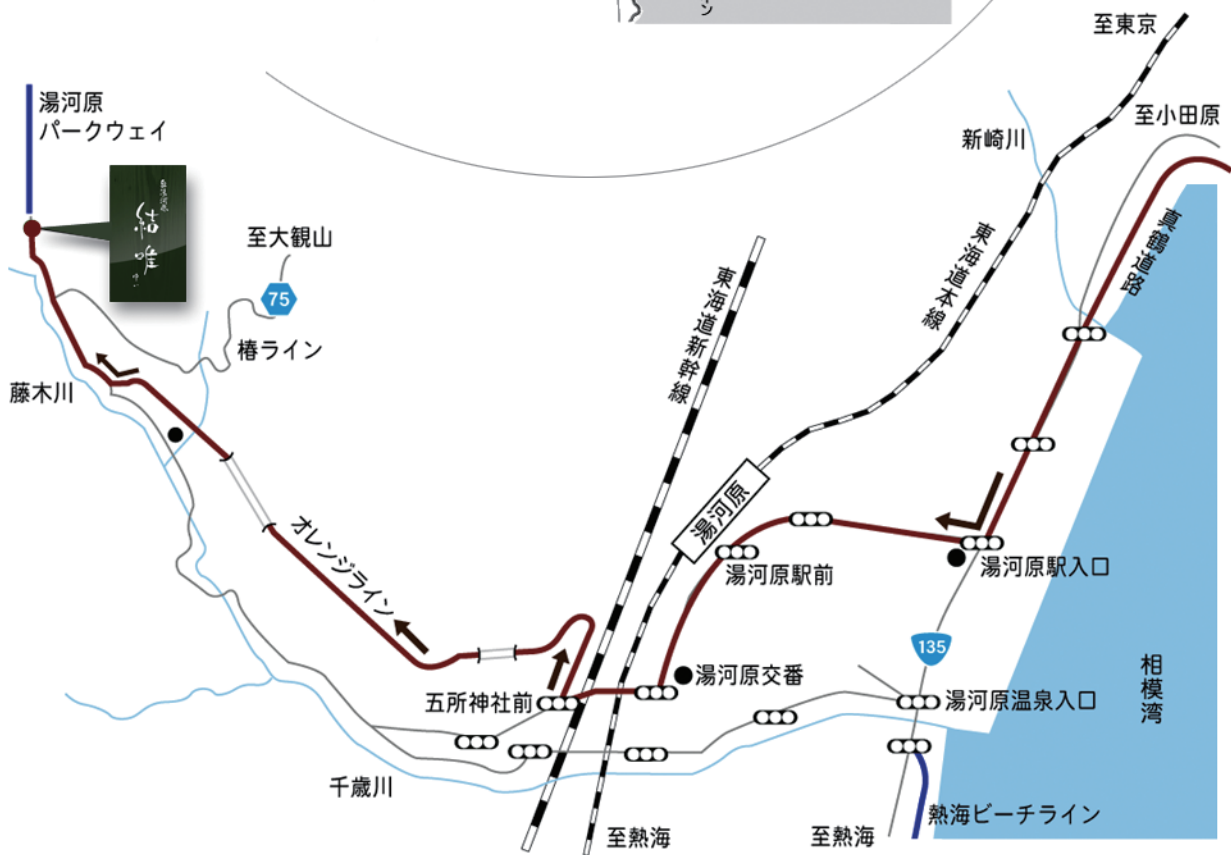 ン
至東京
湯河原
パークウェイ
至小田原
新崎川
真鶴道路
結唯
至大観山
75
東海道本線
東海道新幹線
椿ライン
藤木川
湯河原
オレンジライン
湯河原駅前
湯河原駅入口
135
湯河原交番
五所神社前
湯河原温泉入口
相模湾
千歳川
熱海ビーチライン
至熱海
至熱海